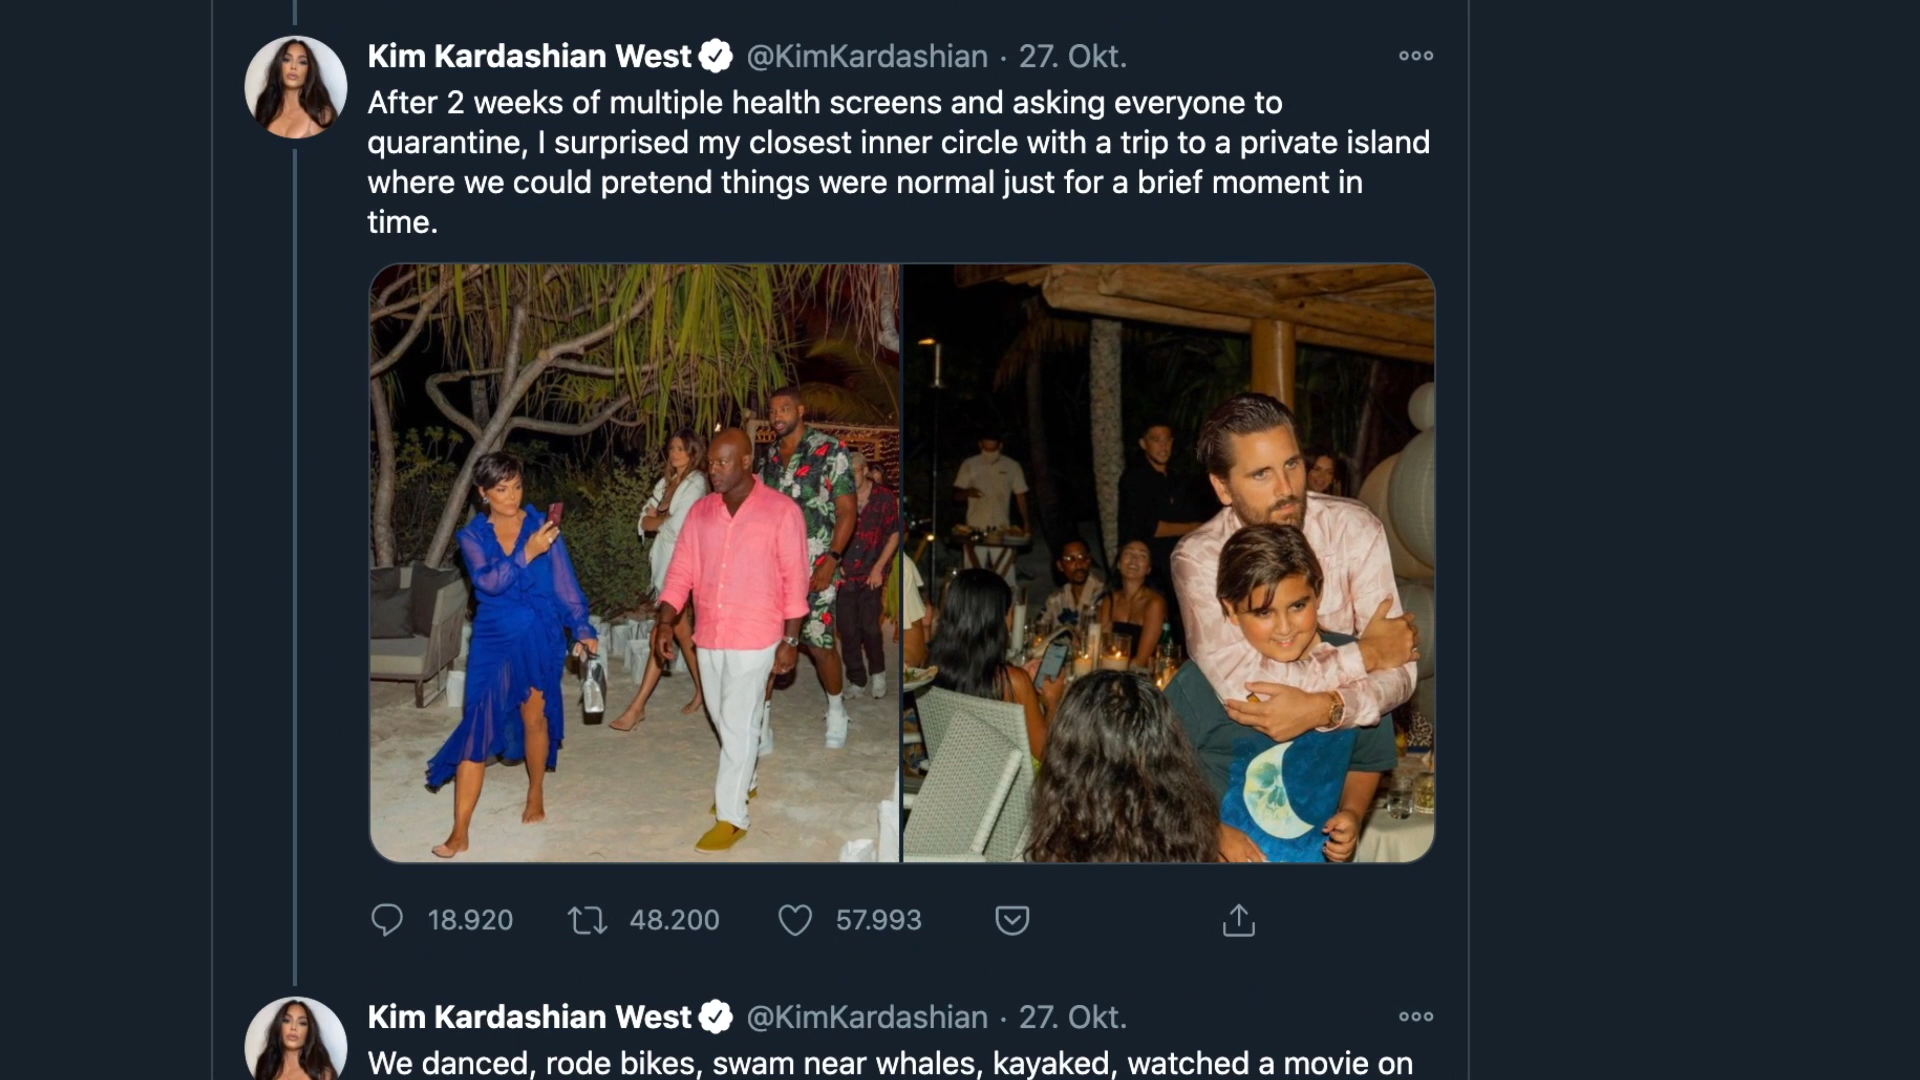 Kim Kardashian West @KimKardashian · 27. Okt.
After 2 weeks of multiple health screens and asking everyone to
quarantine, I surprised my closest inner circle with a trip to a private island
where we could pretend things were normal just for a brief moment in
time.
18.920 48.200 57.993
Kim Kardashian West @KimKardashian · 27. Okt.
We danced, rode bikes, swam near whales, kayaked, watched a movie on